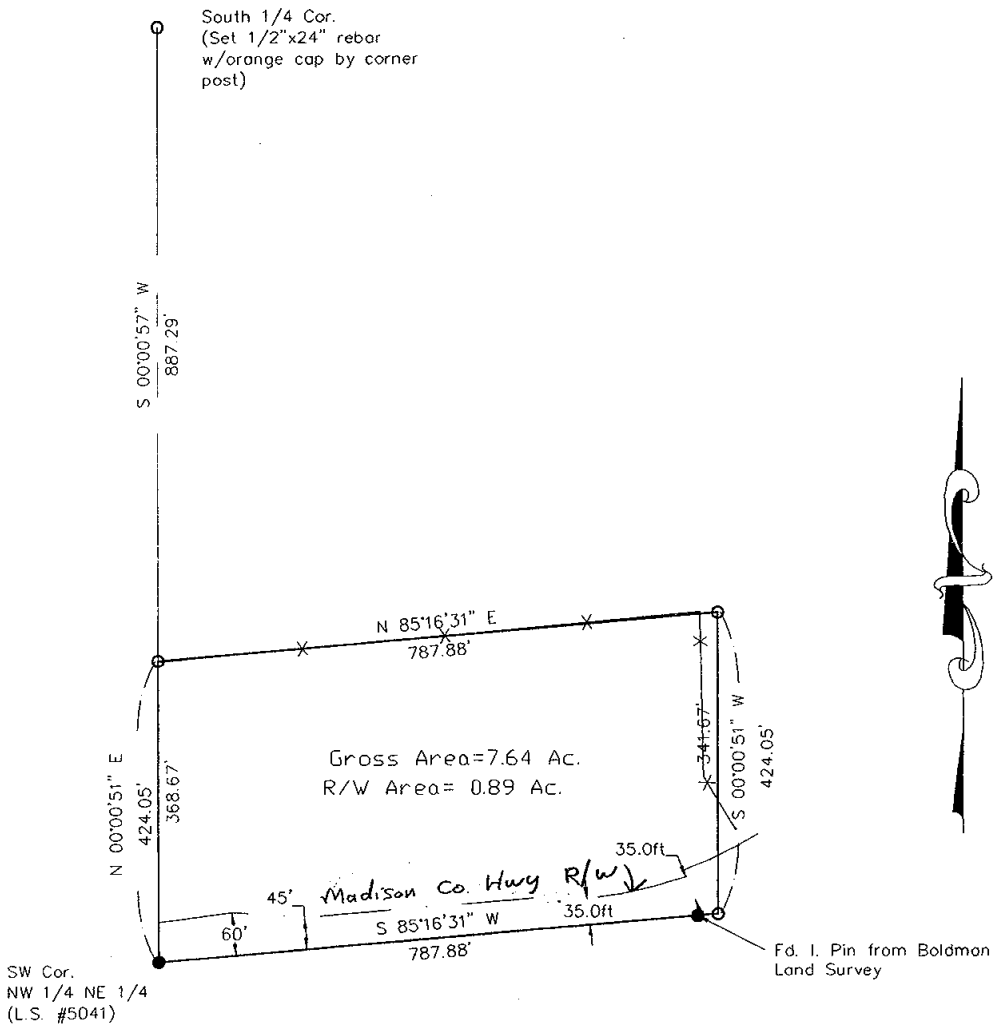 South 1/4 Cor.
(Set 1/2"x24" rebar
w/orange cap by corner
post)
S 00°00'57" W
887.29'
N 85°16'31" E
787.88'
N 00°00'51" E
424.05'
368.67'
Gross Area=7.64 Ac.
R/W Area= 0.89 Ac.
341.67'
S 00°00'51" W
424.05'
35.0ft
45'
Madison Co. Hwy R/W
60'
S 85°16'31" W
35.0ft
787.88'
Fd. I. Pin from Boldmon
Land Survey
SW Cor.
NW 1/4 NE 1/4
(L.S. #5041)